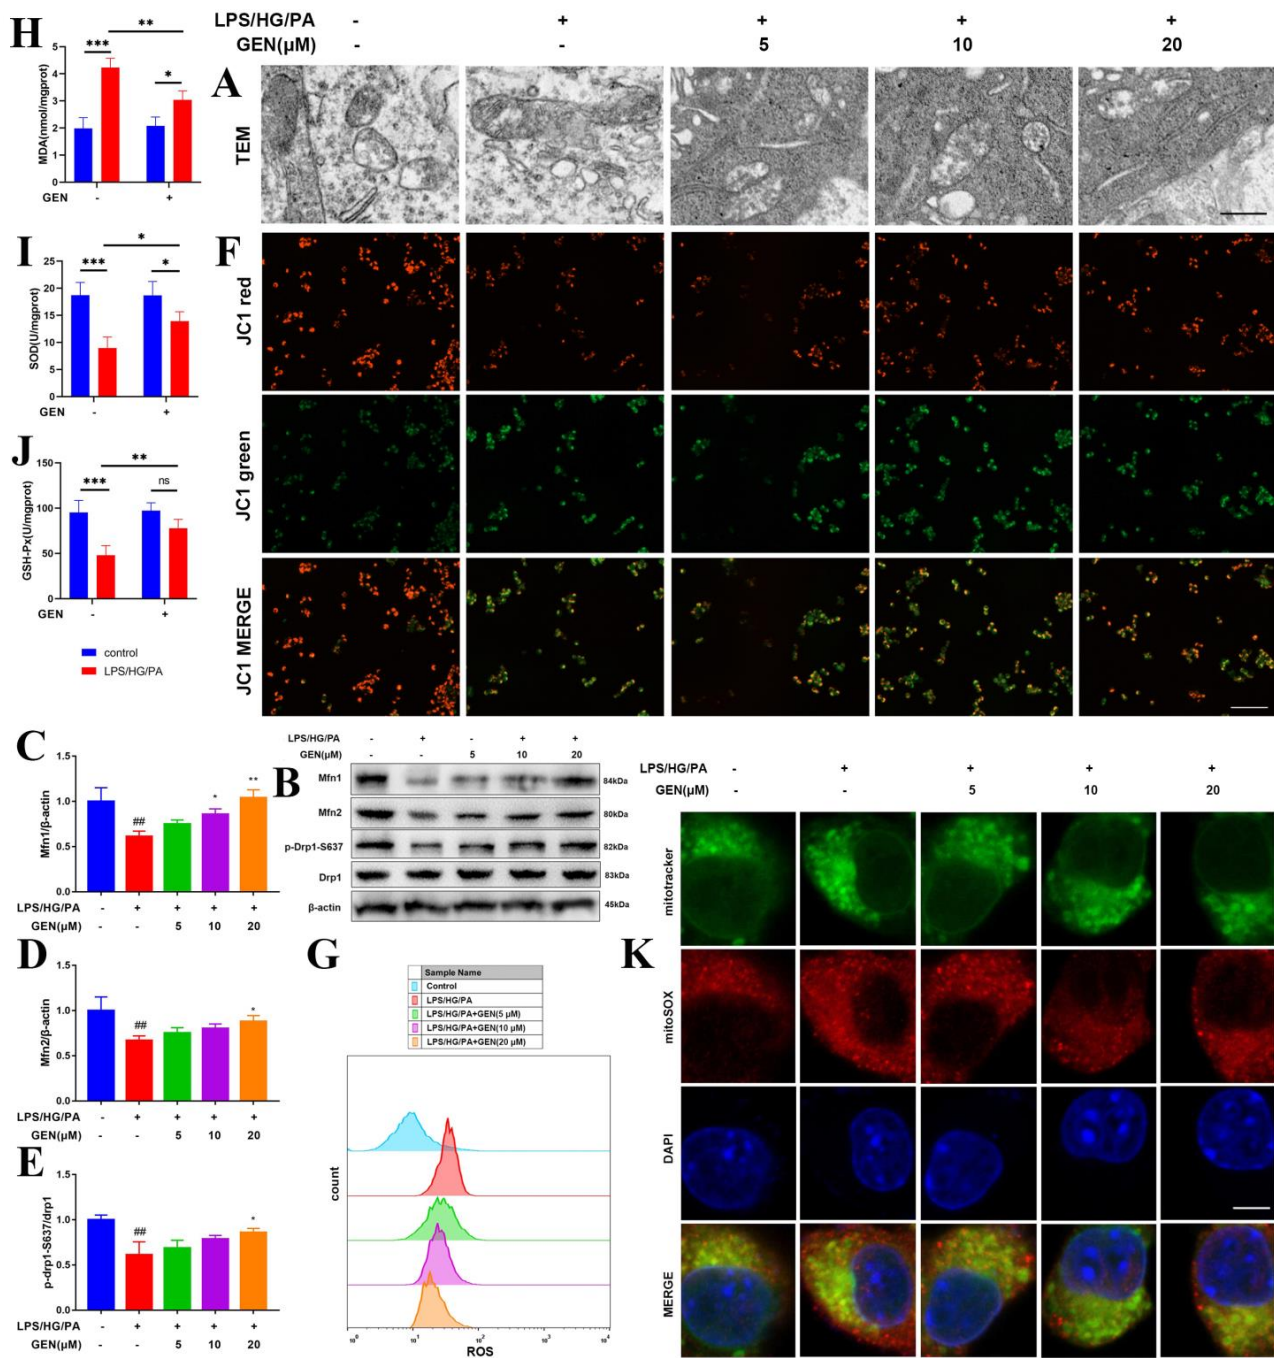 LPS/HG/PA - + + + +
GEN(μM) - - 5 10 20
H
MDA(nmol/mgprot)
*** ** *
5
4
3
2
1
0
GEN - +
A
TEM
I
SOD(U/mgprot)
*** * *
25
20
15
10
5
0
GEN - +
F
JC1 red
JC1 green
JC1 MERGE
J
GSH-Px(U/mgprot)
*** ** ns
150
100
50
0
GEN - +
control
LPS/HG/PA
C
Mfn1/β-actin
1.5
1.0
0.5
0.0
## * **
LPS/HG/PA - + + + +
GEN(μM) - - 5 10 20
B
LPS/HG/PA - + - + +
GEN(μM) - - 5 10 20
Mfn1 84kDa
Mfn2 80kDa
p-Drp1-S637 82kDa
Drp1 83kDa
β-actin 45kDa
D
Mfn2/β-actin
1.5
1.0
0.5
0.0
## *
LPS/HG/PA - + + + +
GEN(μM) - - 5 10 20
E
p-drp1-S637/drp1
1.5
1.0
0.5
0.0
## *
LPS/HG/PA - + + + +
GEN(μM) - - 5 10 20
G
Sample Name
Control
LPS/HG/PA
LPS/HG/PA+GEN(5 μM)
LPS/HG/PA+GEN(10 μM)
LPS/HG/PA+GEN(20 μM)
count
10⁰ 10¹ 10² 10³ 10⁴
ROS
K
LPS/HG/PA - + + + +
GEN(μM) - - 5 10 20
mitotracker
mitoSOX
DAPI
MERGE